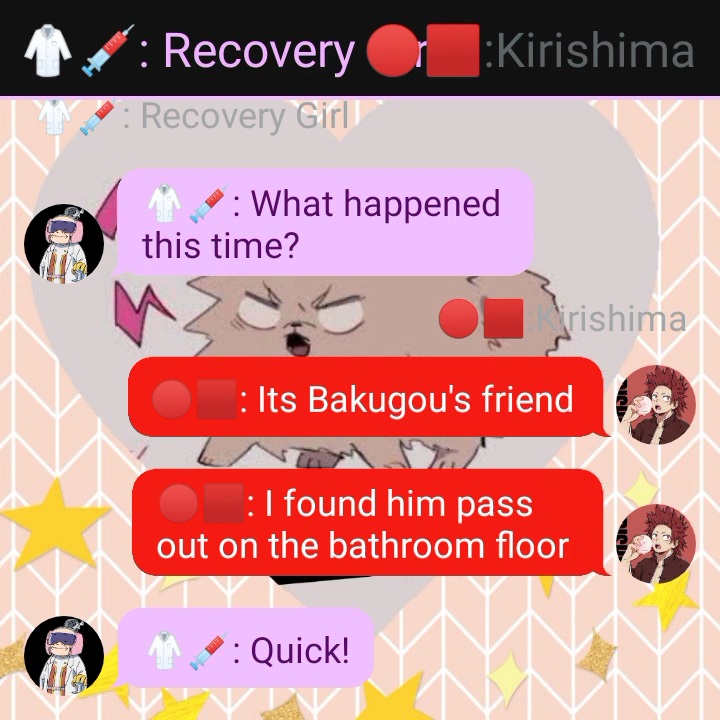 🥼💉: Recovery 🔴🟥:Kirishima
🥼💉: Recovery Girl
🥼💉: What happened
this time?
🔴🟥:Kirishima
🔴🟥: Its Bakugou's friend
🔴🟥: I found him pass
out on the bathroom floor
🥼💉: Quick!